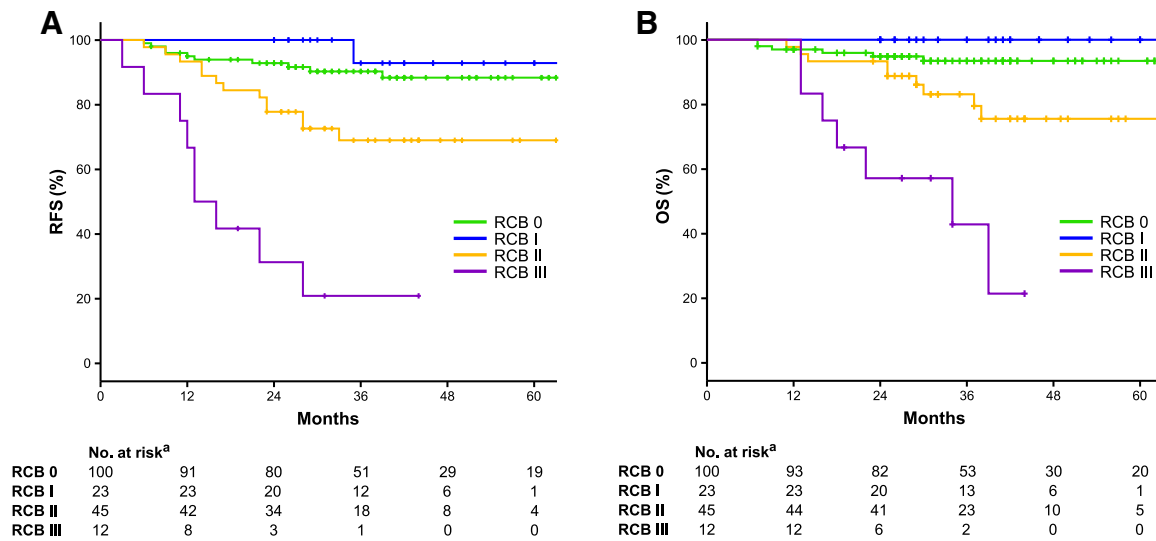 A
RFS (%)
100
80
60
40
20
0
RCB 0
RCB I
RCB II
RCB III
0 12 24 36 48 60
Months
No. at riskᵃ
RCB 0 100 91 80 51 29 19
RCB I 23 23 20 12 6 1
RCB II 45 42 34 18 8 4
RCB III 12 8 3 1 0 0
B
OS (%)
100
80
60
40
20
0
RCB 0
RCB I
RCB II
RCB III
0 12 24 36 48 60
Months
No. at riskᵃ
RCB 0 100 93 82 53 30 20
RCB I 23 23 20 13 6 1
RCB II 45 44 41 23 10 5
RCB III 12 12 6 2 0 0